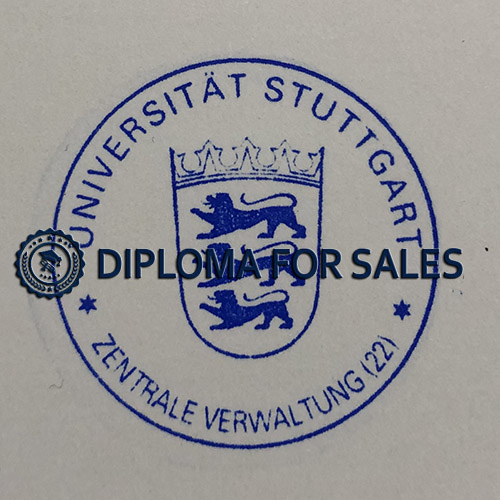 UNIVERSITÄT STUTTGART
DIPLOMA FOR SALES
* ZENTRALE VERWALTUNG (22) *